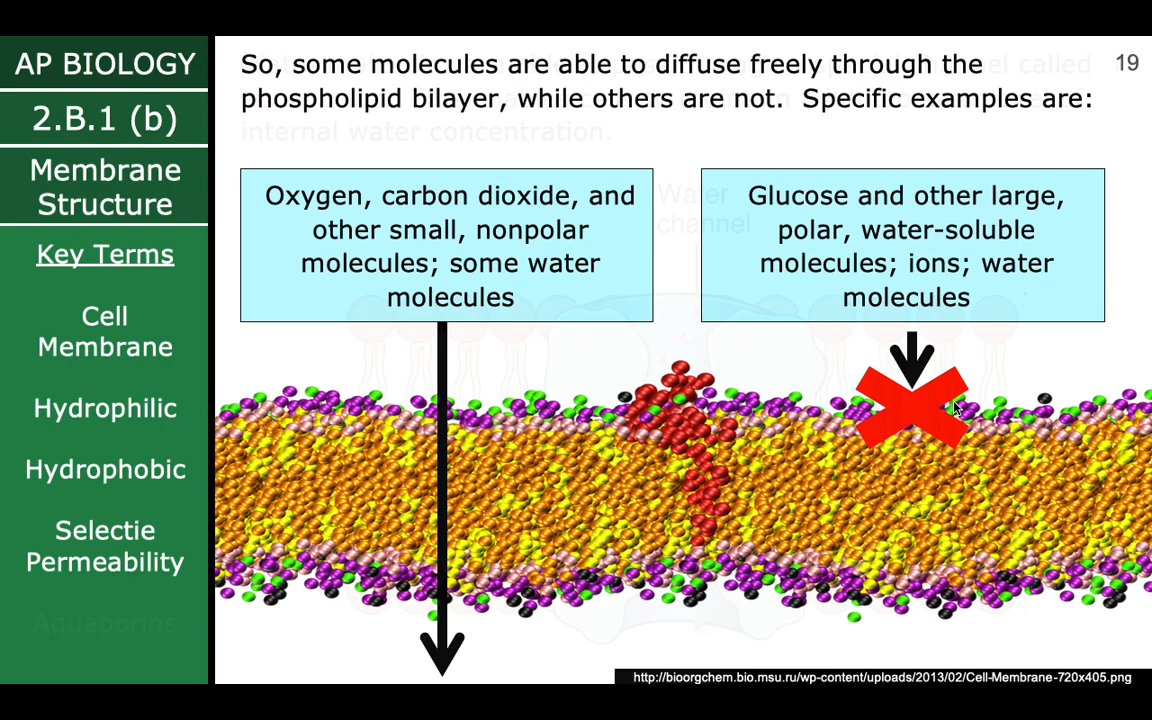 AP BIOLOGY
2.B.1 (b)
Membrane
Structure
Key Terms
Cell
Membrane
Hydrophilic
Hydrophobic
Selectie
Permeability
Aquaporins
So, some molecules are able to diffuse freely through the
phospholipid bilayer, while others are not.  Specific examples are:
19
internal water concentration.
Oxygen, carbon dioxide, and
other small, nonpolar
molecules; some water
molecules
Water
channel
Glucose and other large,
polar, water-soluble
molecules; ions; water
molecules
http://bioorgchem.bio.msu.ru/wp-content/uploads/2013/02/Cell-Membrane-720x405.png